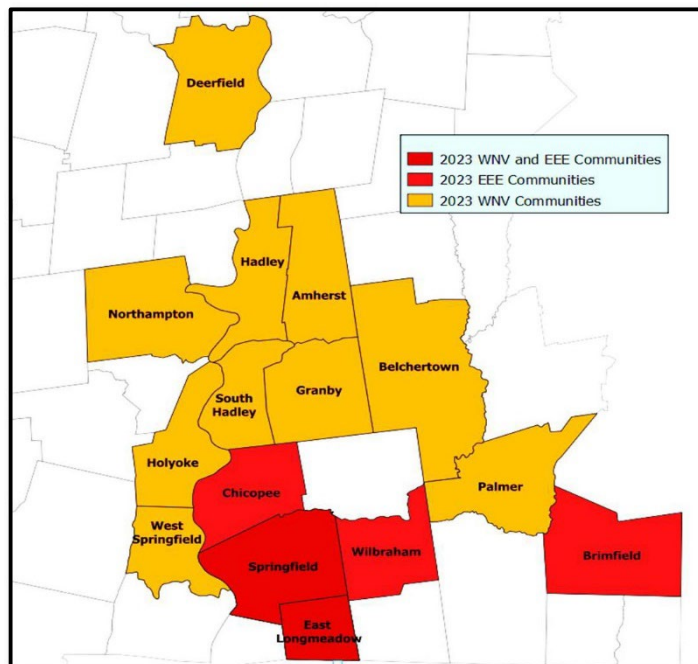 Deerfield
2023 WNV and EEE Communities
2023 EEE Communities
2023 WNV Communities
Hadley
Amherst
Northampton
Belchertown
South
Hadley
Granby
Holyoke
Chicopee
Palmer
West
Springfield
Wilbraham
Brimfield
Springfield
East
Longmeadow